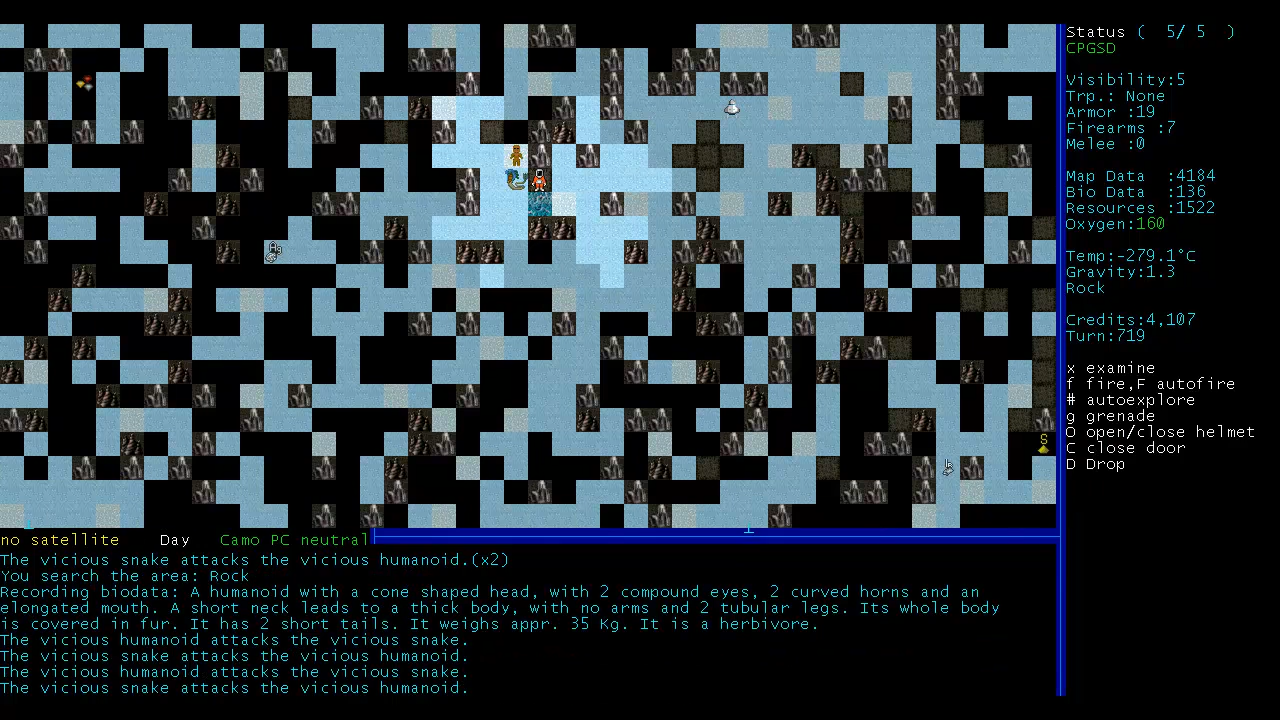 Status (  5/ 5  )
CPGSD
Visibility:5
Trp.: None
Armor :19
Firearms :7
Melee :0
Map Data  :4184
Bio Data  :136
Resources :1522
Oxygen:160
Temp:-279.1°C
Gravity:1.3
Rock
Credits:4,107
Turn:719
x examine
f fire,F autofire
# autoexplore
g grenade
O open/close helmet
C close door
D Drop
Ag
S
Ir
no satellite    Day    Camo PC neutral
The vicious snake attacks the vicious humanoid.(x2)
You search the area: Rock
Recording biodata: A humanoid with a cone shaped head, with 2 compound eyes, 2 curved horns and an
elongated mouth. A short neck leads to a thick body, with no arms and 2 tubular legs. Its whole body
is covered in fur. It has 2 short tails. It weighs appr. 35 Kg. It is a herbivore.
The vicious humanoid attacks the vicious snake.
The vicious snake attacks the vicious humanoid.
The vicious humanoid attacks the vicious snake.
The vicious snake attacks the vicious humanoid.